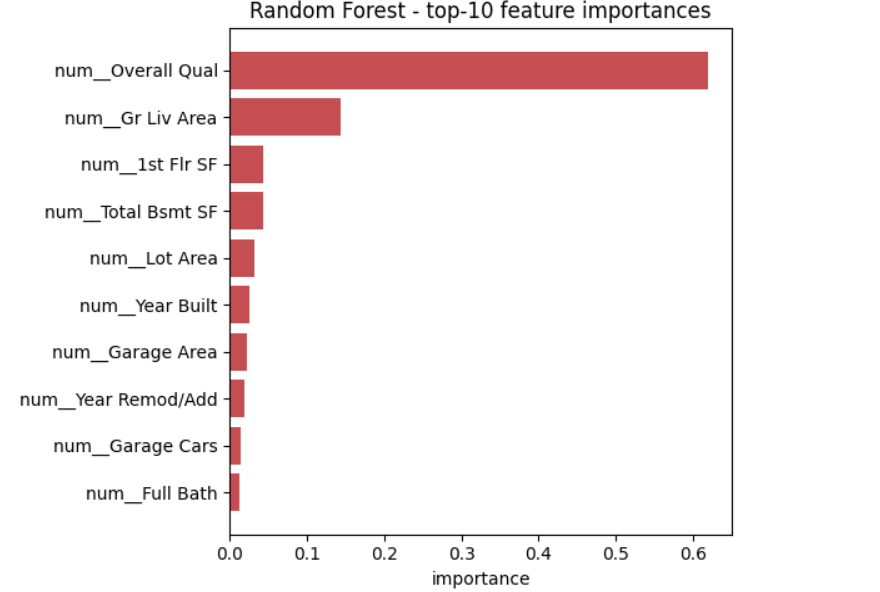 Random Forest - top-10 feature importances
num__Overall Qual
num__Gr Liv Area
num__1st Flr SF
num__Total Bsmt SF
num__Lot Area
num__Year Built
num__Garage Area
num__Year Remod/Add
num__Garage Cars
num__Full Bath
0.0 0.1 0.2 0.3 0.4 0.5 0.6
importance